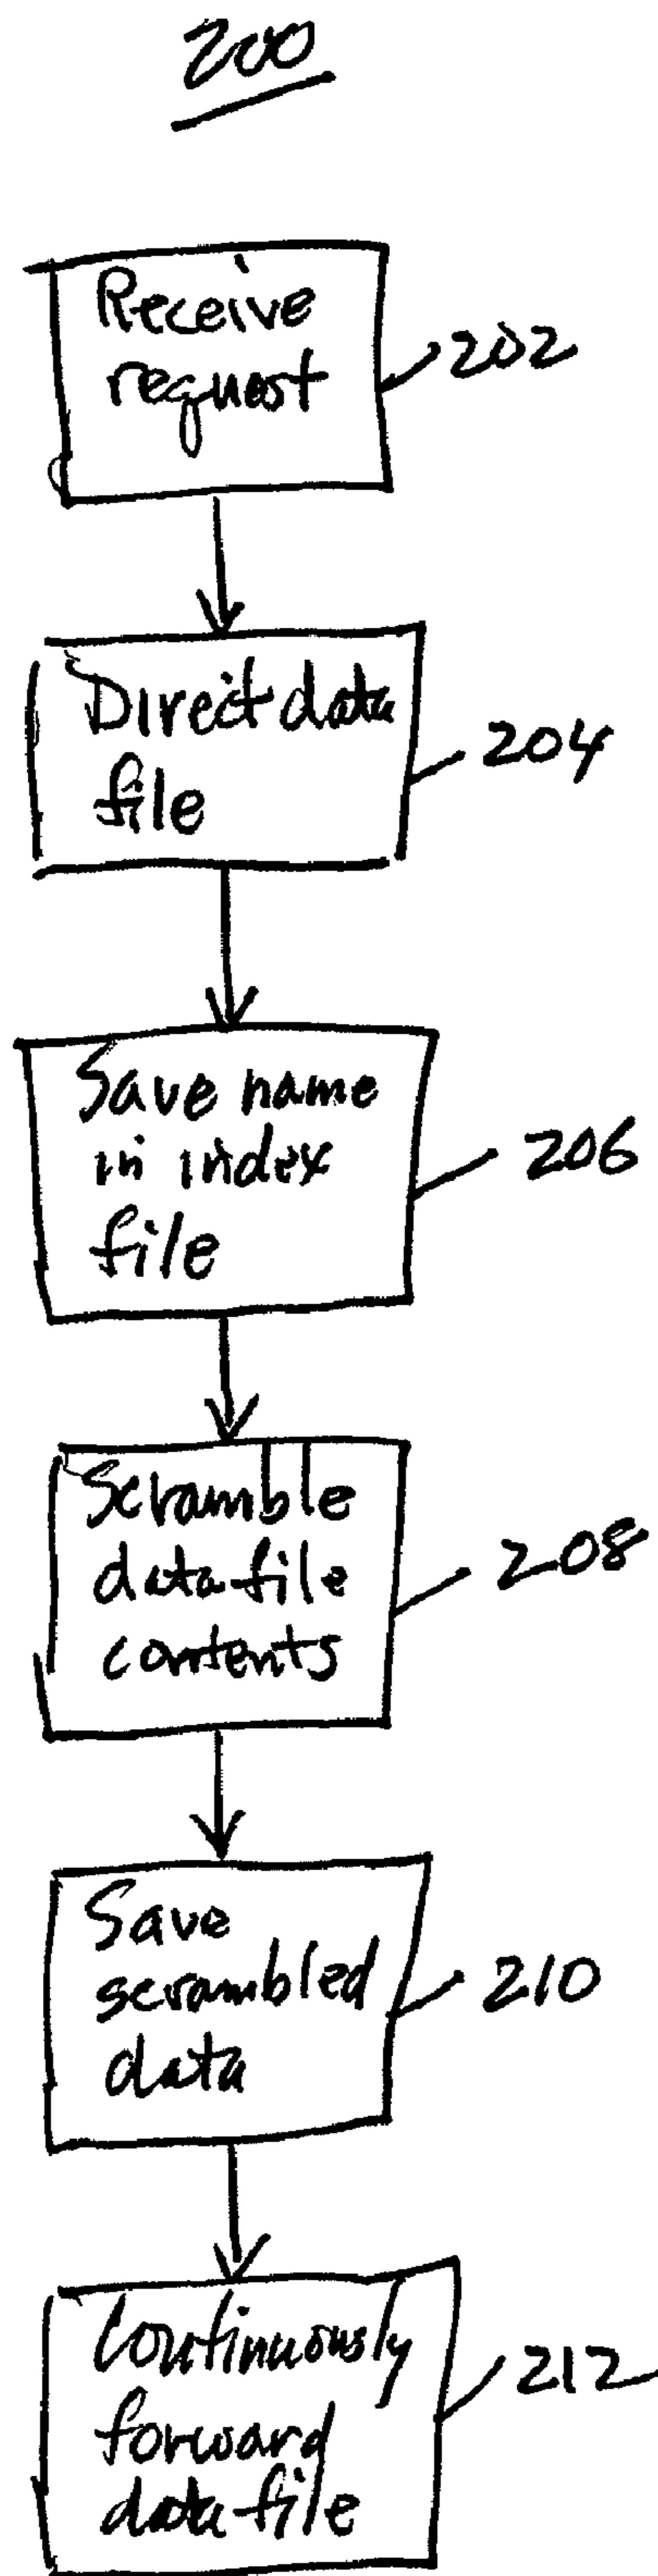 200
Receive
request
202
Direct data
file
204
Save name
in index
file
206
Scramble
data file
contents
208
Save
scrambled
data
210
Continuously
forward
data file
212